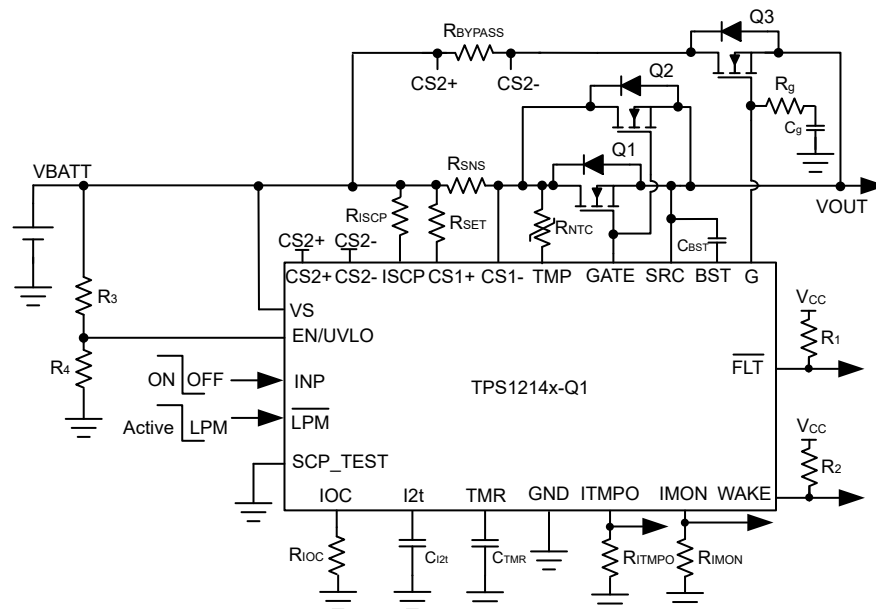 RBYPASS
Q3
CS2+
CS2-
Q2
Rg
Cg
VBATT
RSNS
Q1
VOUT
RISCP
RSET
RNTC
CBST
CS2+
CS2-
CS2+
CS2-
ISCP
CS1+
CS1-
TMP
GATE
SRC
BST
G
R3
VS
VCC
R1
EN/UVLO
R4
ON
OFF
INP
TPS1214x-Q1
FLT
Active
LPM
LPM
VCC
SCP_TEST
R2
IOC
I2t
TMR
GND
ITMPO
IMON
WAKE
RIOC
CI2t
CTMR
RITMPO
RIMON